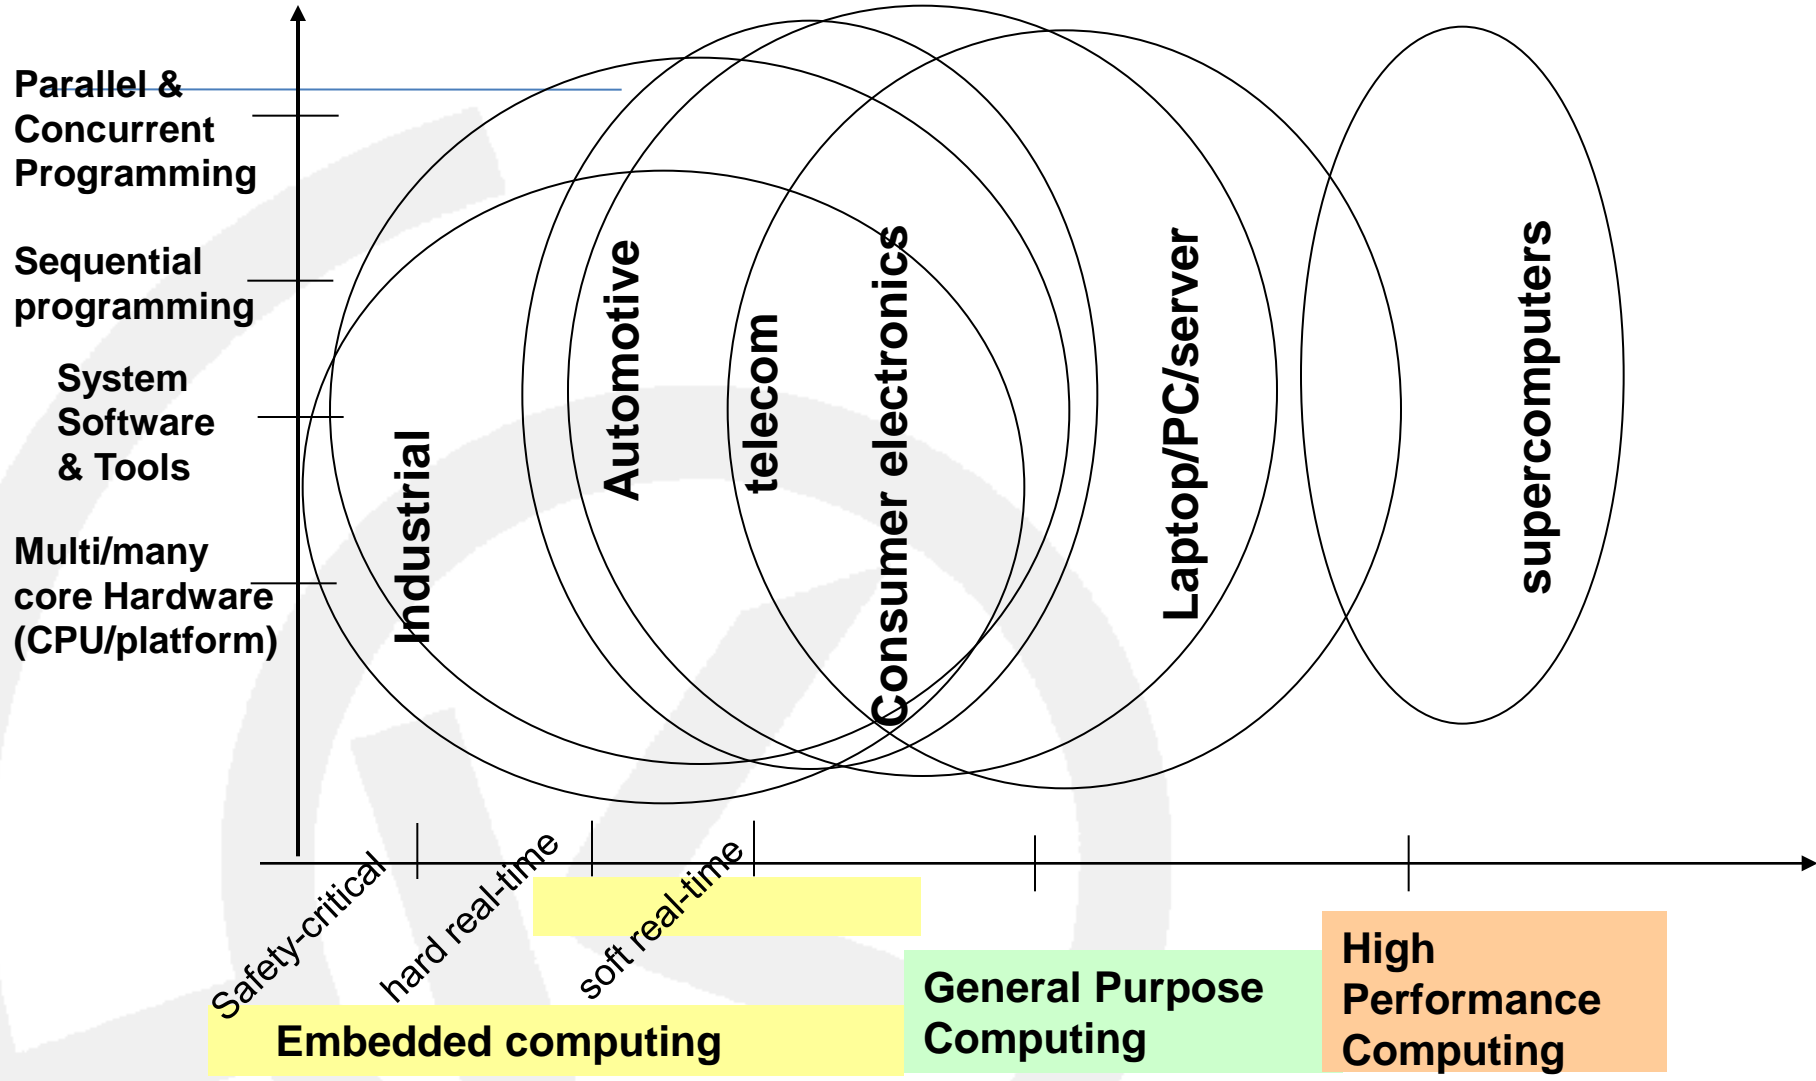 Parallel &
Concurrent
Programming
Sequential
programming
System
Software
& Tools
Multi/many
core Hardware
(CPU/platform)
Industrial
Automotive
telecom
Consumer electronics
Laptop/PC/server
supercomputers
Safety-critical
hard real-time
soft real-time
Embedded computing
General Purpose
Computing
High
Performance
Computing